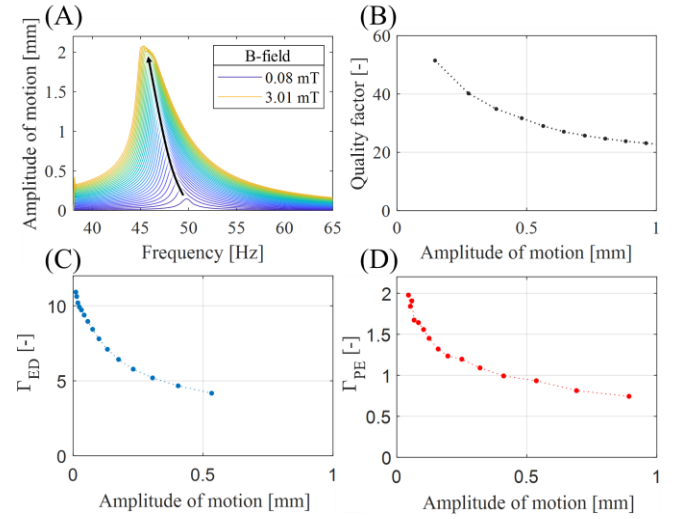 (A)
Amplitude of motion [mm]
2
1.5
1
0.5
0
B-field
0.08 mT
3.01 mT
40 45 50 55 60 65
Frequency [Hz]
(B)
Quality factor [-]
60
40
20
0
0 0.5 1
Amplitude of motion [mm]
(C)
Γ_ED [-]
10
5
0
0 0.5 1
Amplitude of motion [mm]
(D)
Γ_PE [-]
2
1.5
1
0.5
0
0 0.5 1
Amplitude of motion [mm]